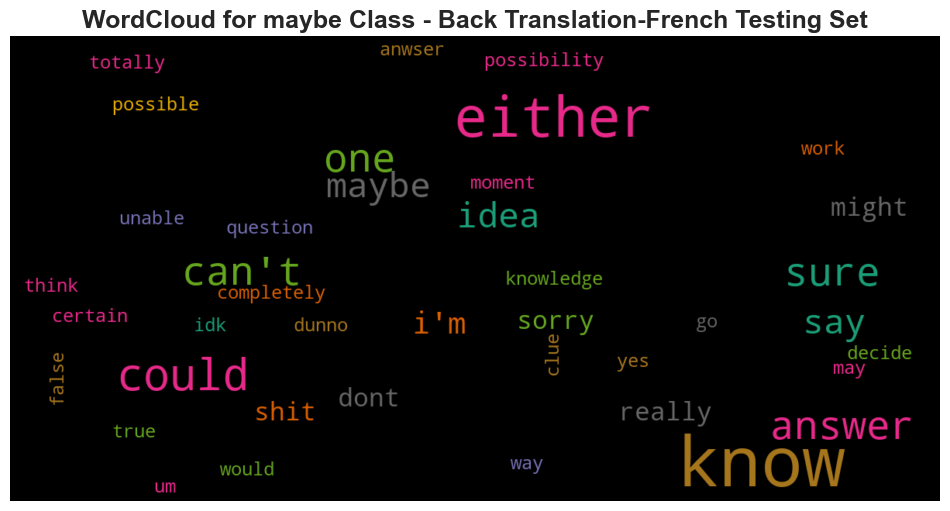 WordCloud for maybe Class - Back Translation-French Testing Set
anwser
totally
possibility
possible
either
work
one
maybe
moment
might
unable
question
idea
can't
sure
think
completely
knowledge
certain
idk
dunno
i'm
sorry
go
say
clue
yes
decide
may
false
could
dont
shit
really
answer
true
know
would
way
um